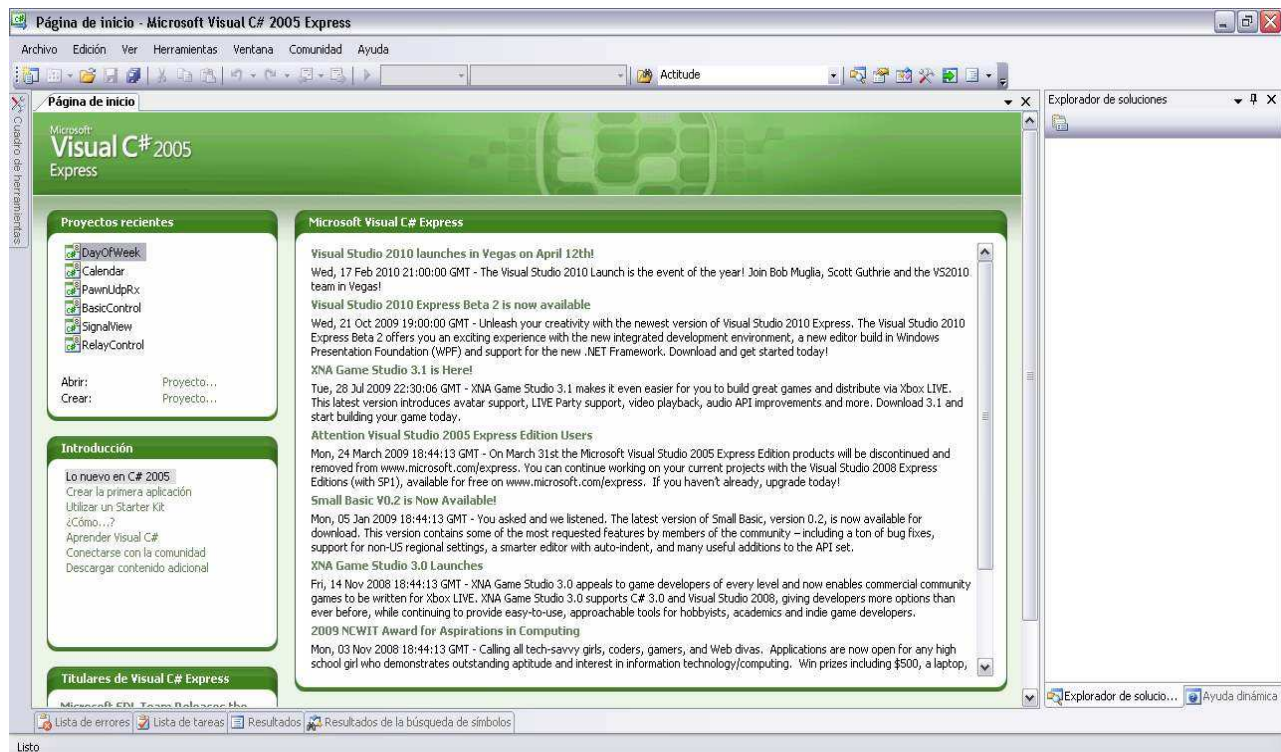 Página de inicio - Microsoft Visual C# 2005 Express
Archivo Edición Ver Herramientas Ventana Comunidad Ayuda
Actitude
Cuadro de herramientas
Página de inicio
Microsoft
Visual C# 2005
Express
Proyectos recientes
DayOfWeek
Calendar
PawnUdpRx
BasicControl
SignalView
RelayControl
Abrir: Proyecto...
Crear: Proyecto...
Introducción
Lo nuevo en C# 2005
Crear la primera aplicación
Utilizar un Starter Kit
¿Cómo...?
Aprender Visual C#
Conectarse con la comunidad
Descargar contenido adicional
Titulares de Visual C# Express
Microsoft Visual C# Express
Visual Studio 2010 launches in Vegas on April 12th!
Wed, 17 Feb 2010 21:00:00 GMT - The Visual Studio 2010 Launch is the event of the year! Join Bob Muglia, Scott Guthrie and the VS2010
team in Vegas!
Visual Studio 2010 Express Beta 2 is now available
Wed, 21 Oct 2009 19:00:00 GMT - Unleash your creativity with the newest version of Visual Studio 2010 Express. The Visual Studio 2010
Express Beta 2 offers you an exciting experience with the new integrated development environment, a new editor build in Windows
Presentation Foundation (WPF) and support for the new .NET Framework. Download and get started today!
XNA Game Studio 3.1 is Here!
Tue, 28 Jul 2009 22:30:06 GMT - XNA Game Studio 3.1 makes it even easier for you to build great games and distribute via Xbox LIVE.
This latest version introduces avatar support, LIVE Party support, video playback, audio API improvements and more. Download 3.1 and
start building your game today.
Attention Visual Studio 2005 Express Edition Users
Mon, 24 March 2009 18:44:13 GMT - On March 31st the Microsoft Visual Studio 2005 Express Edition products will be discontinued and
removed from www.microsoft.com/express. You can continue working on your current projects with the Visual Studio 2008 Express
Editions (with SP1), available for free on www.microsoft.com/express. If you haven't already, upgrade today!
Small Basic V0.2 is Now Available!
Mon, 05 Jan 2009 18:44:13 GMT - You asked and we listened. The latest version of Small Basic, version 0.2, is now available for
download. This version contains some of the most requested features by members of the community – including a ton of bug fixes,
support for non-US regional settings, a smarter editor with auto-indent, and many useful additions to the API set.
XNA Game Studio 3.0 Launches
Fri, 14 Nov 2008 18:44:13 GMT - XNA Game Studio 3.0 appeals to game developers of every level and now enables commercial community
games to be written for Xbox LIVE. XNA Game Studio 3.0 supports C# 3.0 and Visual Studio 2008, giving developers more options than
ever before, while continuing to provide easy-to-use, approachable tools for hobbyists, academics and indie game developers.
2009 NCWIT Award for Aspirations in Computing
Mon, 03 Nov 2008 18:44:13 GMT - Calling all tech-savvy girls, coders, gamers, and Web divas. Applications are now open for any high
school girl who demonstrates outstanding aptitude and interest in information technology/computing. Win prizes including $500, a laptop,
Explorador de soluciones
Explorador de solucio... Ayuda dinámica
Lista de errores Lista de tareas Resultados Resultados de la búsqueda de símbolos
Listo